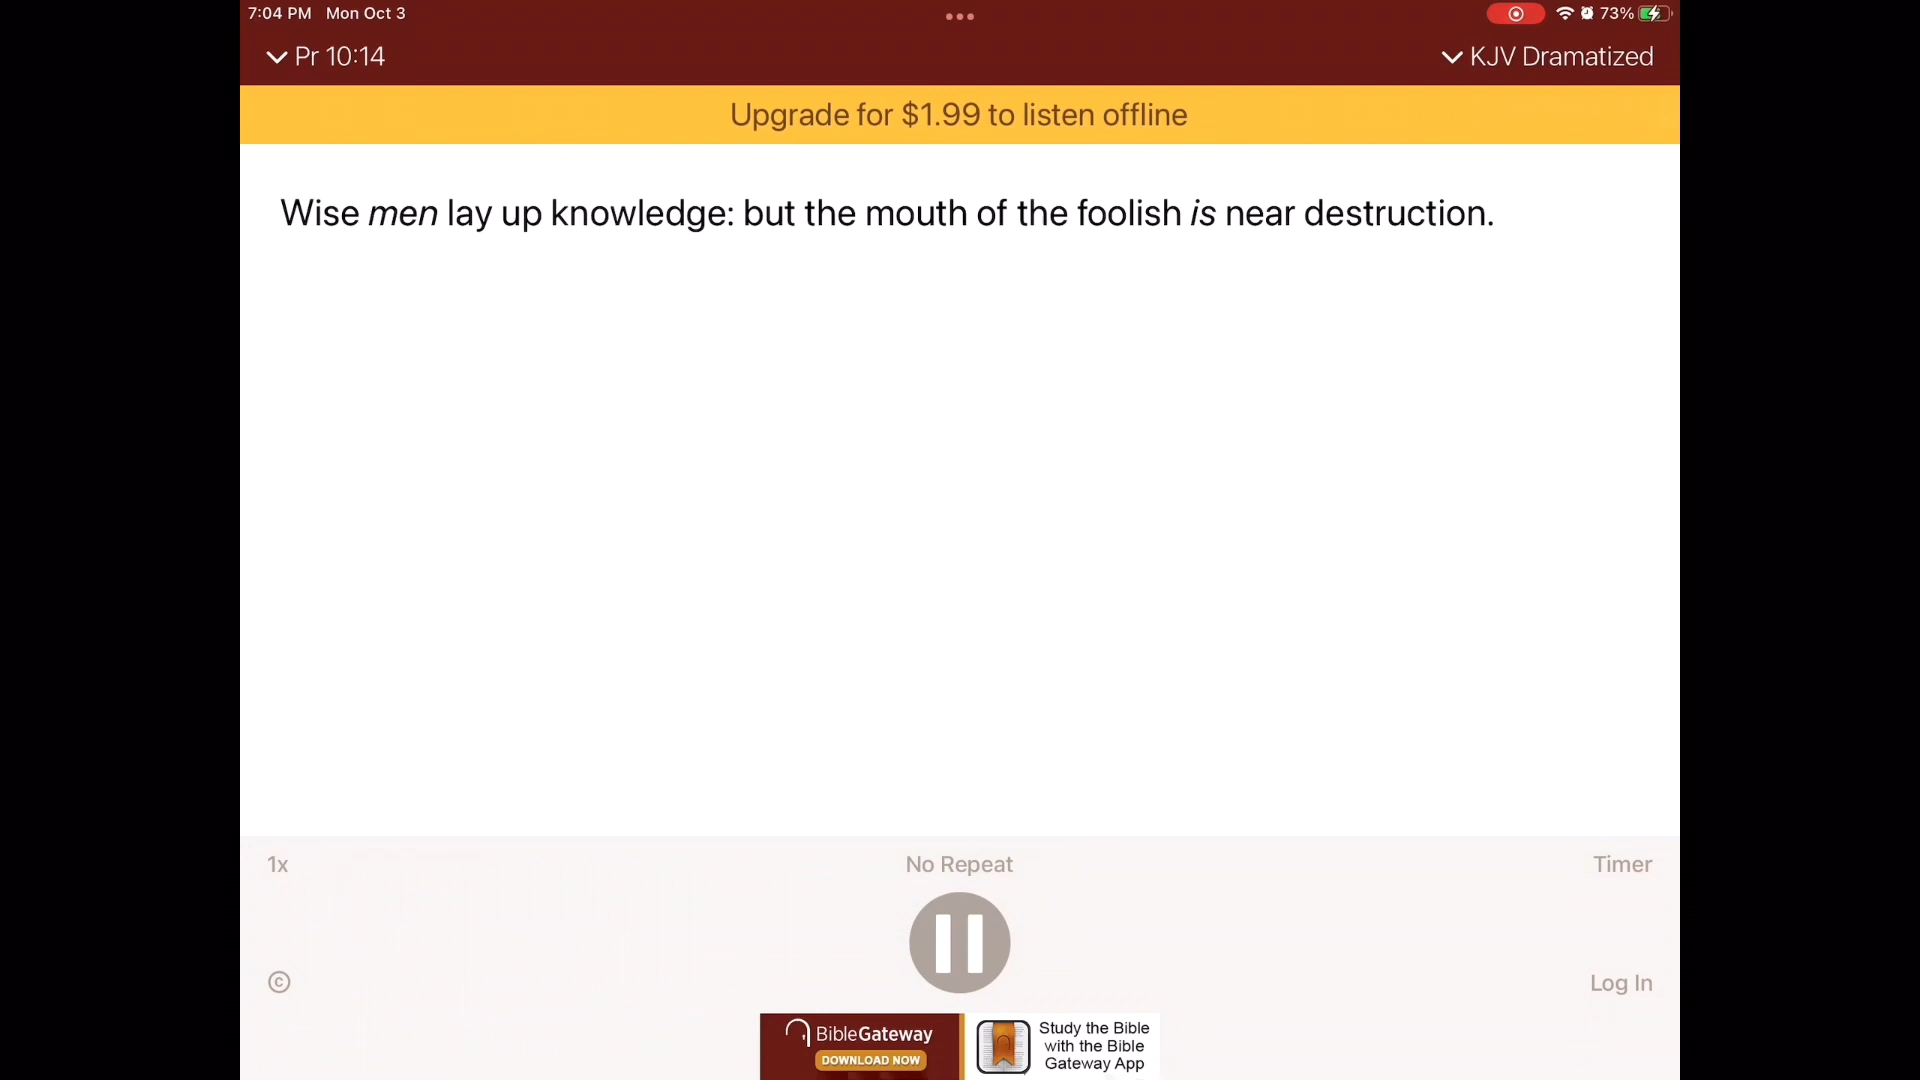 7:04 PM Mon Oct 3
73%
Pr 10:14
KJV Dramatized
Upgrade for $1.99 to listen offline
Wise men lay up knowledge: but the mouth of the foolish is near destruction.
1x
No Repeat
Timer
©
Log In
BibleGateway
DOWNLOAD NOW
Study the Bible
with the Bible
Gateway App